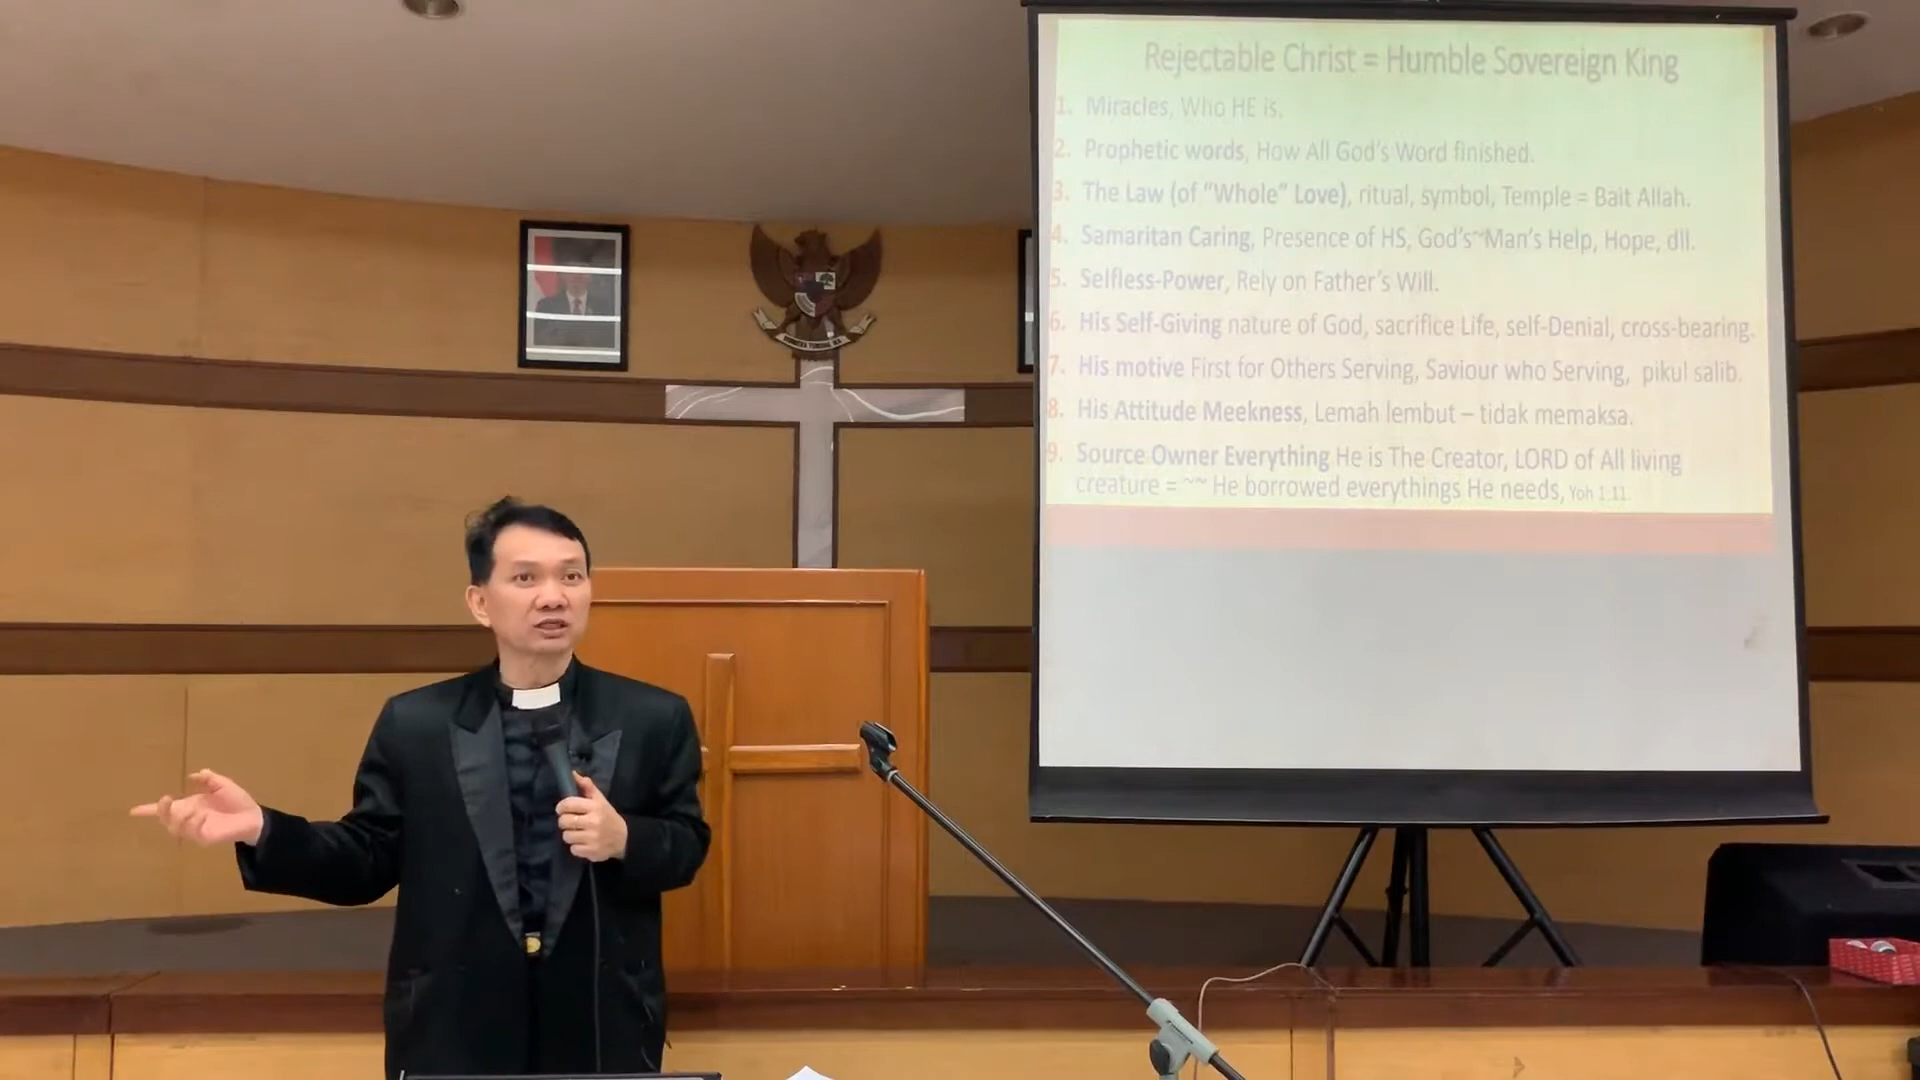 Rejectable Christ = Humble Sovereign King
1. Miracles, Who HE is.
2. Prophetic words, How All God's Word finished.
3. The Law (of "Whole" Love), ritual, symbol, Temple = Bait Allah.
4. Samaritan Caring, Presence of HS, God's~Man's Help, Hope, dll.
5. Selfless-Power, Rely on Father's Will.
6. His Self-Giving nature of God, sacrifice Life, self-Denial, cross-bearing.
7. His motive First for Others Serving, Saviour who Serving, pikul salib.
8. His Attitude Meekness, Lemah lembut – tidak memaksa.
9. Source Owner Everything He is The Creator, LORD of All living
creature = ~~ He borrowed everythings He needs, Yoh 1:11.